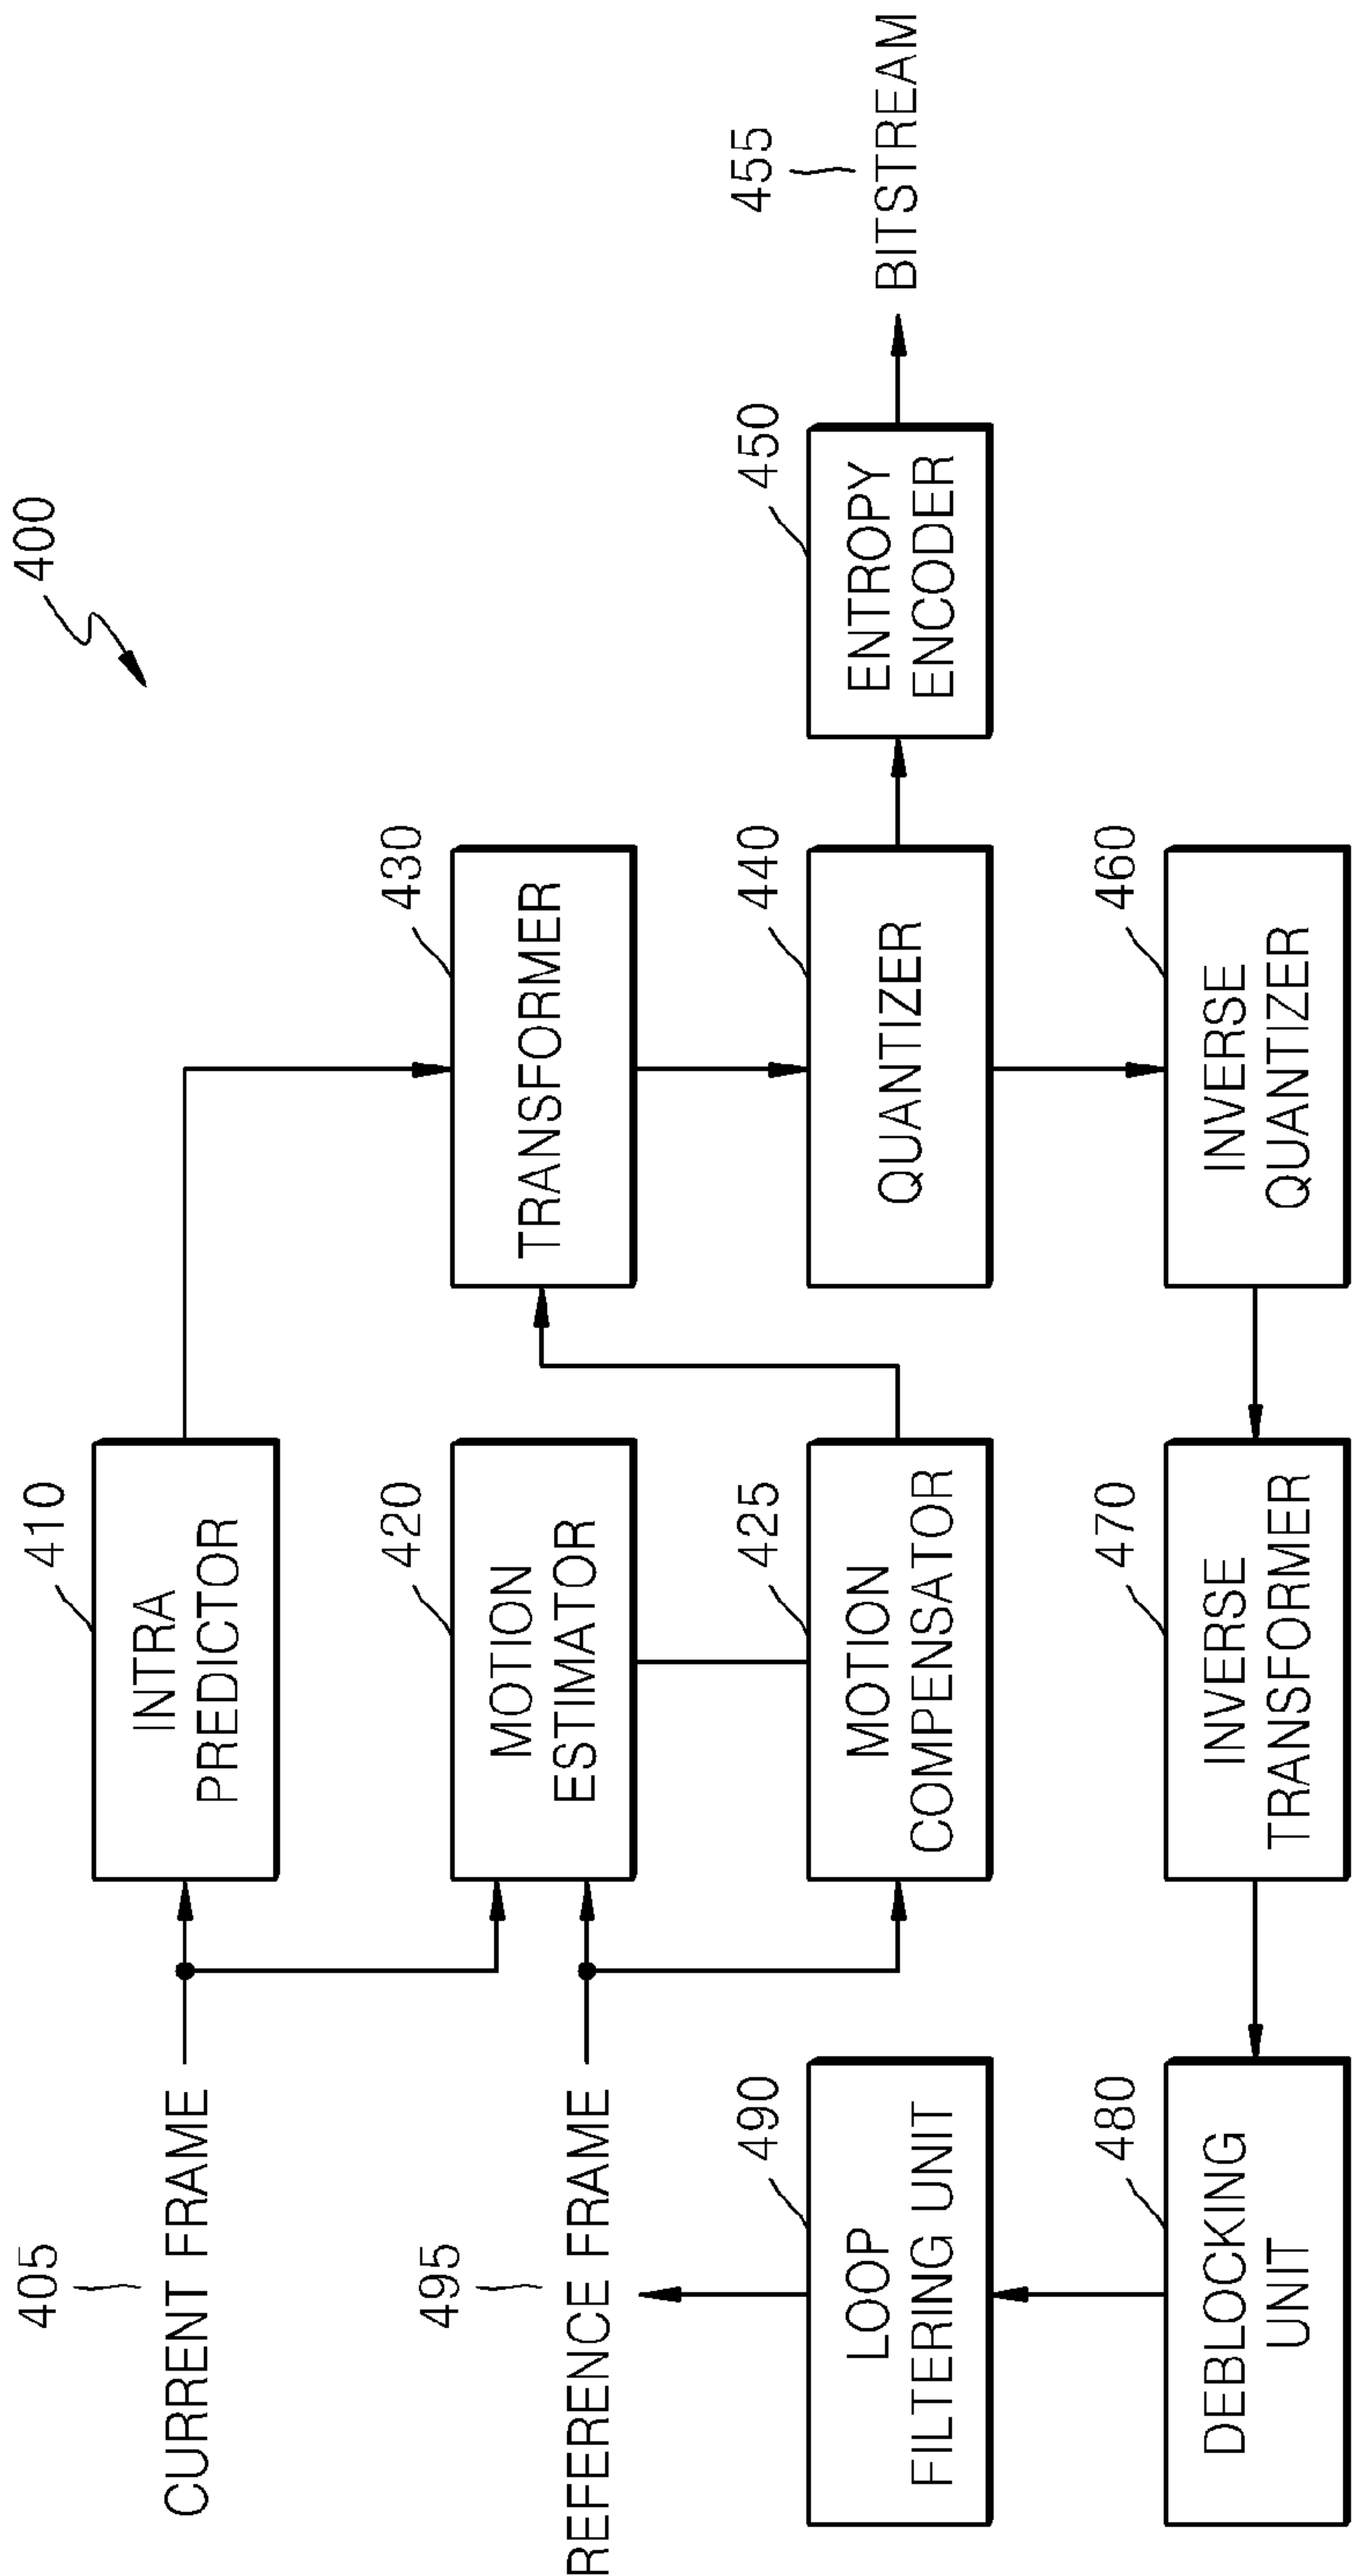 400
405
CURRENT FRAME
410
INTRA
PREDICTOR
495
REFERENCE FRAME
420
MOTION
ESTIMATOR
430
TRANSFORMER
490
LOOP
FILTERING UNIT
425
MOTION
COMPENSATOR
440
QUANTIZER
450
ENTROPY
ENCODER
455
BITSTREAM
480
DEBLOCKING
UNIT
470
INVERSE
TRANSFORMER
460
INVERSE
QUANTIZER